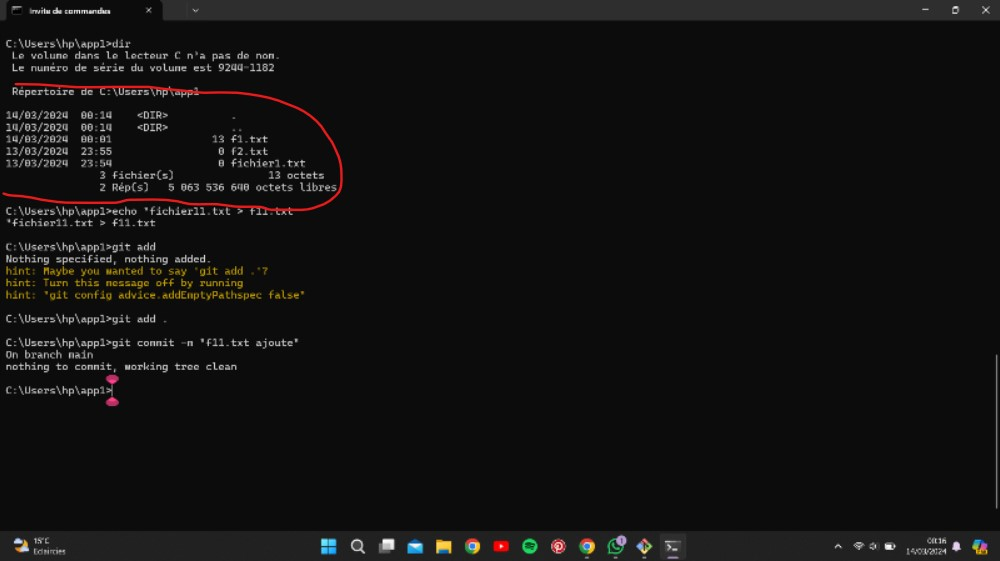 Invite de commandes
C:\Users\hp\app1>dir
Le volume dans le lecteur C n'a pas de nom.
Le numéro de série du volume est 9244-1182
Répertoire de C:\Users\hp\app1
14/03/2024 00:14 <DIR> .
14/03/2024 00:14 <DIR> ..
14/03/2024 00:01 13 f1.txt
13/03/2024 23:55 0 f2.txt
13/03/2024 23:54 0 fichier1.txt
3 fichier(s) 13 octets
2 Rép(s) 5 063 536 640 octets libres
C:\Users\hp\app1>echo "fichier11.txt > f11.txt
"fichier11.txt > f11.txt
C:\Users\hp\app1>git add
Nothing specified, nothing added.
hint: Maybe you wanted to say 'git add .'?
hint: Turn this message off by running
hint: "git config advice.addEmptyPathspec false"
C:\Users\hp\app1>git add .
C:\Users\hp\app1>git commit -m "f11.txt ajoute"
On branch main
nothing to commit, working tree clean
C:\Users\hp\app1>
15°C
Eclaircies
1
00:16
14/03/2024